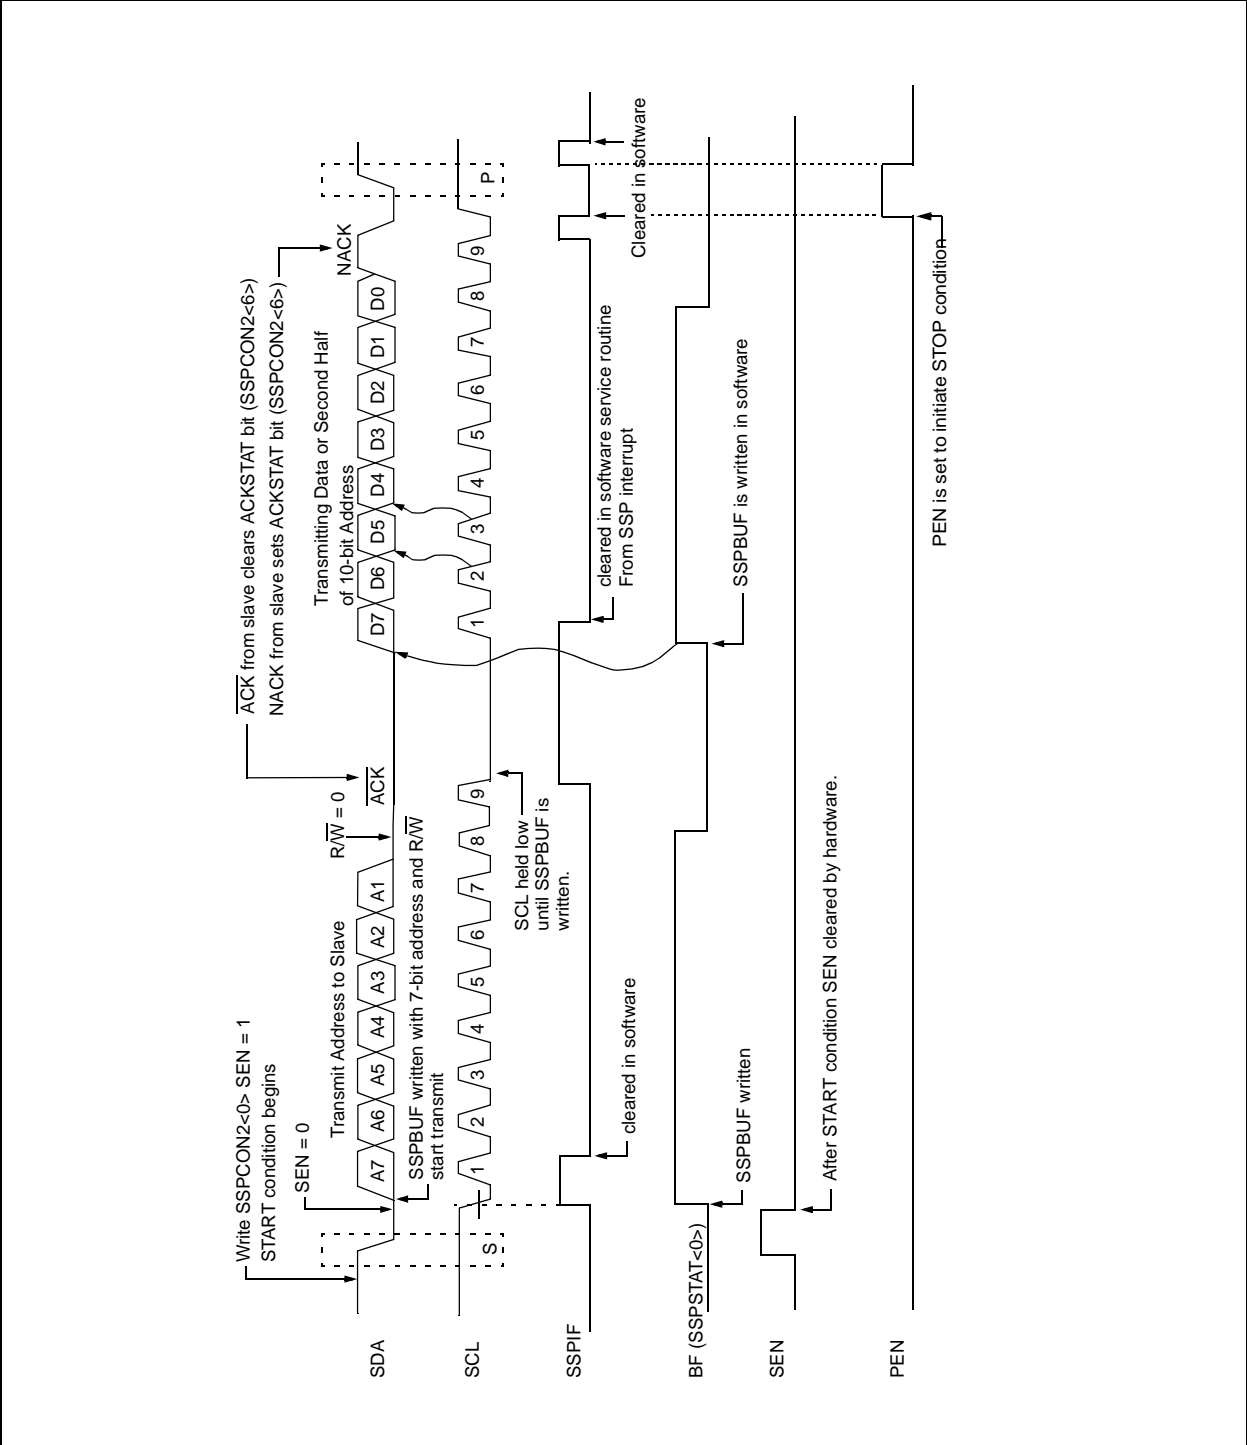 Write SSPCON2<0> SEN = 1
START condition begins
SEN = 0
ACK from slave clears ACKSTAT bit (SSPCON2<6>)
NACK from slave sets ACKSTAT bit (SSPCON2<6>)
Transmit Address to Slave
R/W = 0
ACK
Transmitting Data or Second Half
of 10-bit Address
NACK
SDA
A7 A6 A5 A4 A3 A2 A1
D7 D6 D5 D4 D3 D2 D1 D0
SSPBUF written with 7-bit address and R/W
start transmit
SCL
S
1 2 3 4 5 6 7 8 9
1 2 3 4 5 6 7 8 9
P
SCL held low
until SSPBUF is
written.
SSPIF
cleared in software
cleared in software service routine
From SSP interrupt
Cleared in software
BF (SSPSTAT<0>)
SSPBUF written
SSPBUF is written in software
SEN
After START condition SEN cleared by hardware.
PEN
PEN is set to initiate STOP condition